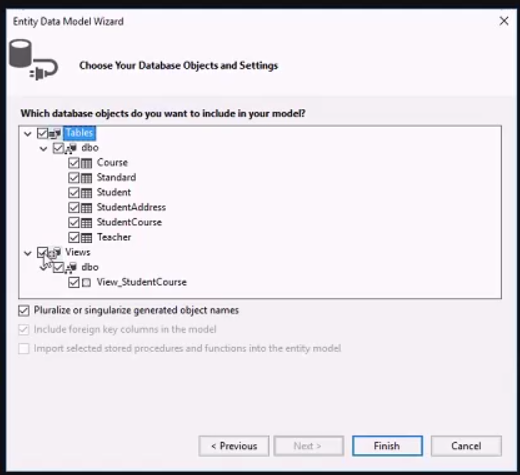 Entity Data Model Wizard
Choose Your Database Objects and Settings
Which database objects do you want to include in your model?
Tables
dbo
Course
Standard
Student
StudentAddress
StudentCourse
Teacher
Views
dbo
View_StudentCourse
Pluralize or singularize generated object names
Include foreign key columns in the model
Import selected stored procedures and functions into the entity model
< Previous Next > Finish Cancel